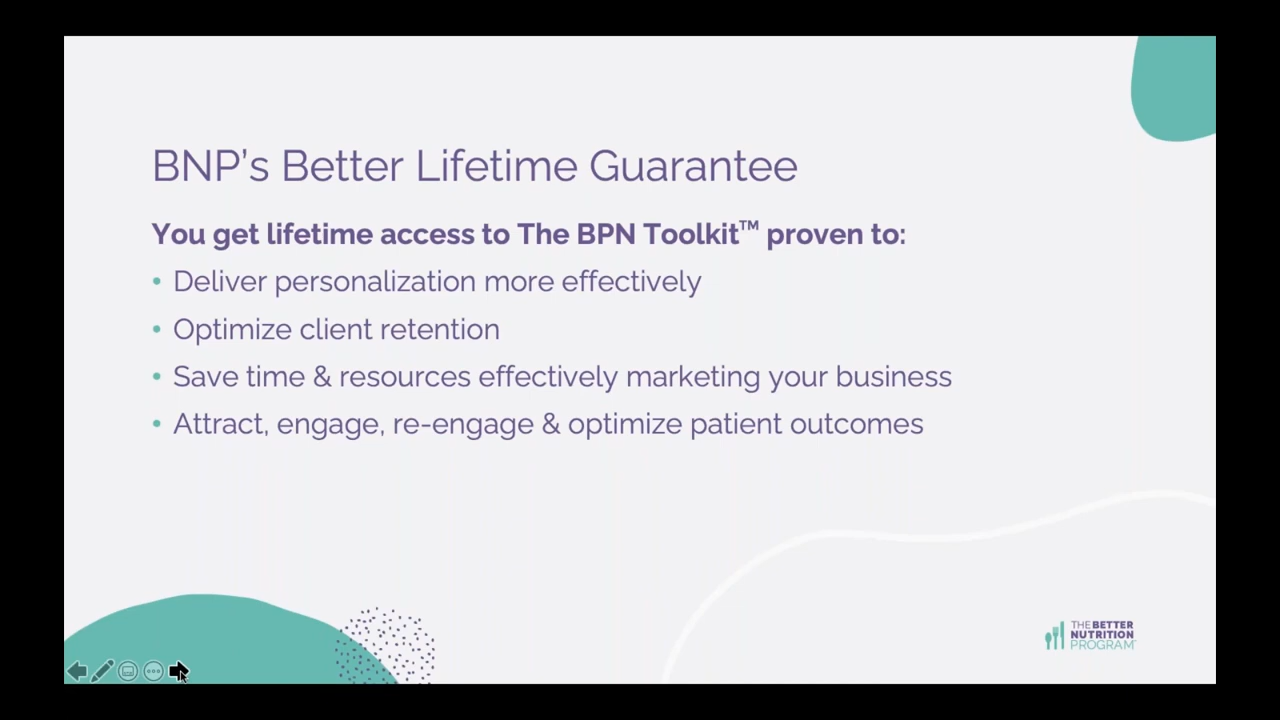 BNP’s Better Lifetime Guarantee
You get lifetime access to The BPN Toolkit™ proven to:
• Deliver personalization more effectively
• Optimize client retention
• Save time & resources effectively marketing your business
• Attract, engage, re-engage & optimize patient outcomes
THE BETTER
NUTRITION
PROGRAM